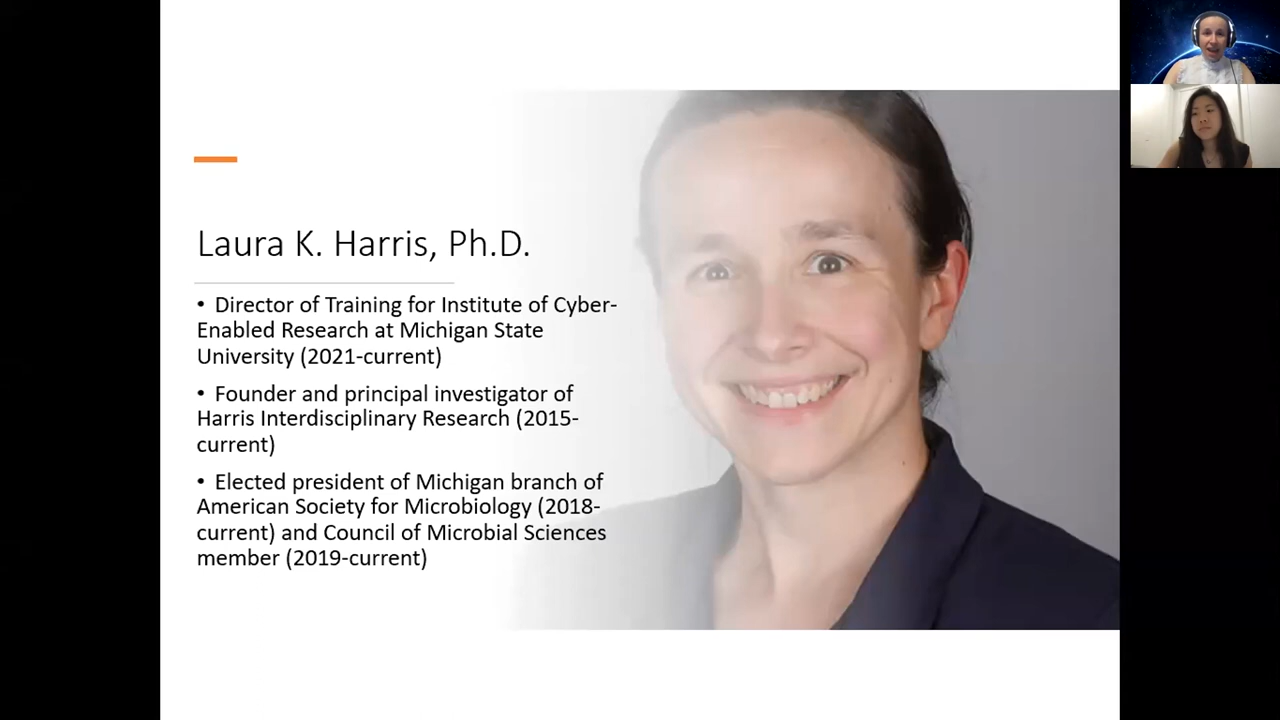 Laura K. Harris, Ph.D.
• Director of Training for Institute of Cyber-
Enabled Research at Michigan State
University (2021-current)
• Founder and principal investigator of
Harris Interdisciplinary Research (2015-
current)
• Elected president of Michigan branch of
American Society for Microbiology (2018-
current) and Council of Microbial Sciences
member (2019-current)